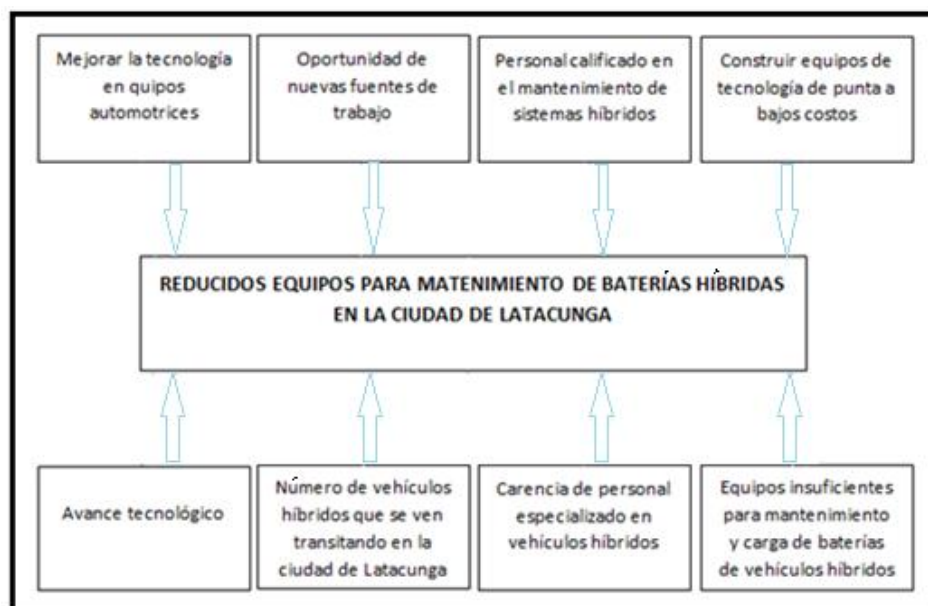 Mejorar la tecnología
en quipos
automotrices
Oportunidad de
nuevas fuentes de
trabajo
Personal calificado en
el mantenimiento de
sistemas híbridos
Construir equipos de
tecnología de punta a
bajos costos
REDUCIDOS EQUIPOS PARA MATENIMIENTO DE BATERÍAS HÍBRIDAS
EN LA CIUDAD DE LATACUNGA
Avance tecnológico
Número de vehículos
híbridos que se ven
transitando en la
ciudad de Latacunga
Carencia de personal
especializado en
vehículos híbridos
Equipos insuficientes
para mantenimiento
y carga de baterías
de vehículos híbridos